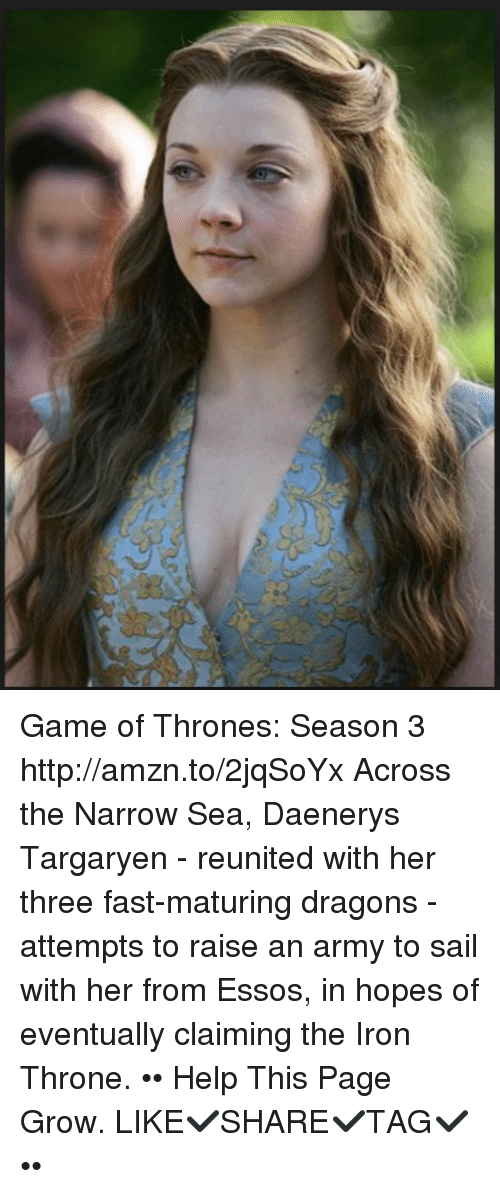 Game of Thrones: Season 3
http://amzn.to/2jqSoYx Across
the Narrow Sea, Daenerys
Targaryen - reunited with her
three fast-maturing dragons -
attempts to raise an army to sail
with her from Essos, in hopes of
eventually claiming the Iron
Throne. •• Help This Page
Grow. LIKE✔SHARE✔TAG✔
••